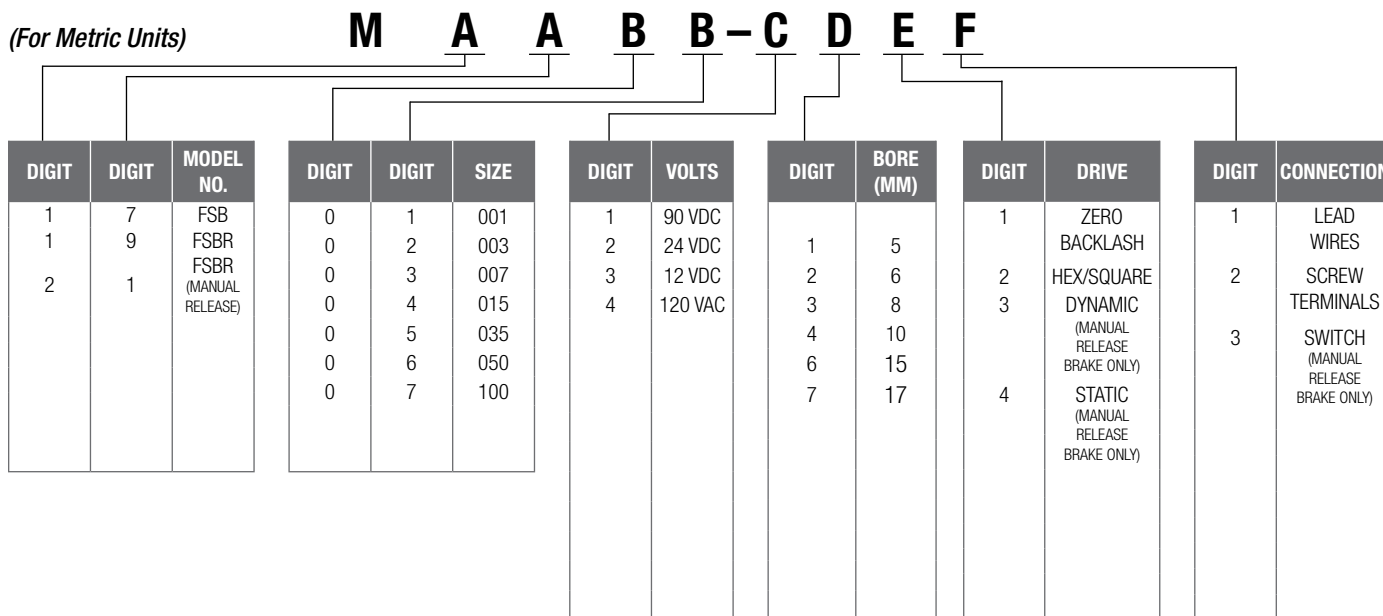 (For Metric Units) M A A B B – C D E F
DIGIT DIGIT MODEL NO.
1 7 FSB
1 9 FSBR
2 1 FSBR (MANUAL RELEASE)
DIGIT DIGIT SIZE
0 1 001
0 2 003
0 3 007
0 4 015
0 5 035
0 6 050
0 7 100
DIGIT VOLTS
1 90 VDC
2 24 VDC
3 12 VDC
4 120 VAC
DIGIT BORE (MM)
1 5
2 6
3 8
4 10
6 15
7 17
DIGIT DRIVE
1 ZERO
BACKLASH
2 HEX/SQUARE
3 DYNAMIC
(MANUAL
RELEASE
BRAKE ONLY)
4 STATIC
(MANUAL
RELEASE
BRAKE ONLY)
DIGIT CONNECTION
1 LEAD
WIRES
2 SCREW
TERMINALS
3 SWITCH
(MANUAL
RELEASE
BRAKE ONLY)